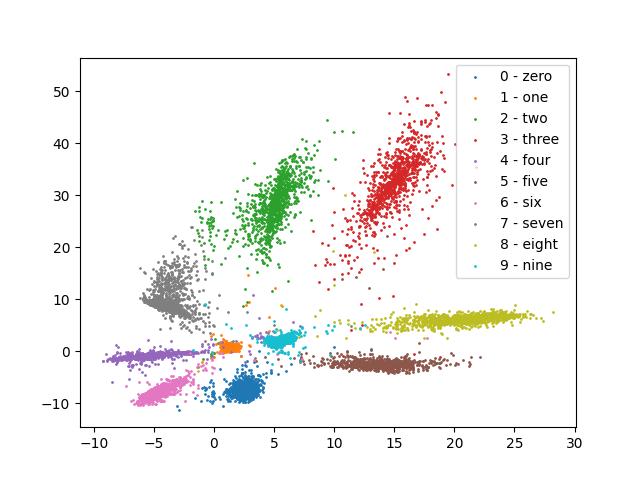 50
40
30
20
10
0
−10
−10
−5
0
5
10
15
20
25
30
0 - zero
1 - one
2 - two
3 - three
4 - four
5 - five
6 - six
7 - seven
8 - eight
9 - nine